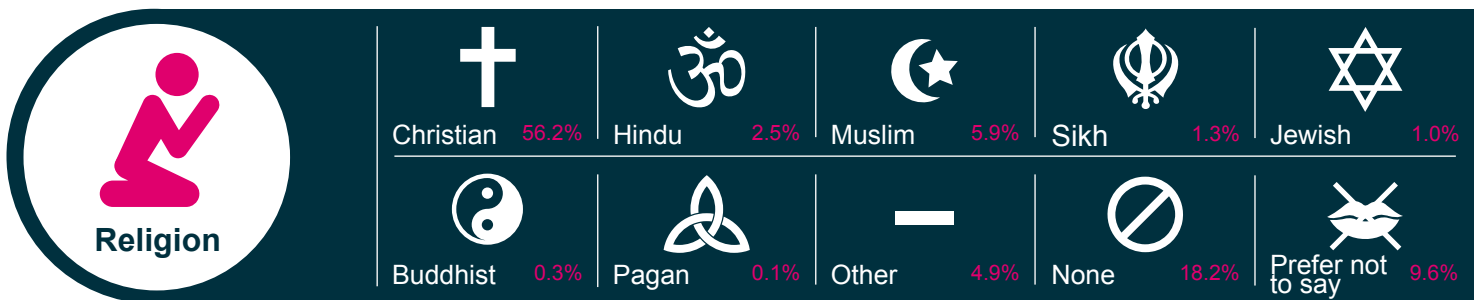 Religion
Christian 56.2%
Hindu 2.5%
Muslim 5.9%
Sikh 1.3%
Jewish 1.0%
Buddhist 0.3%
Pagan 0.1%
Other 4.9%
None 18.2%
Prefer not
to say 9.6%